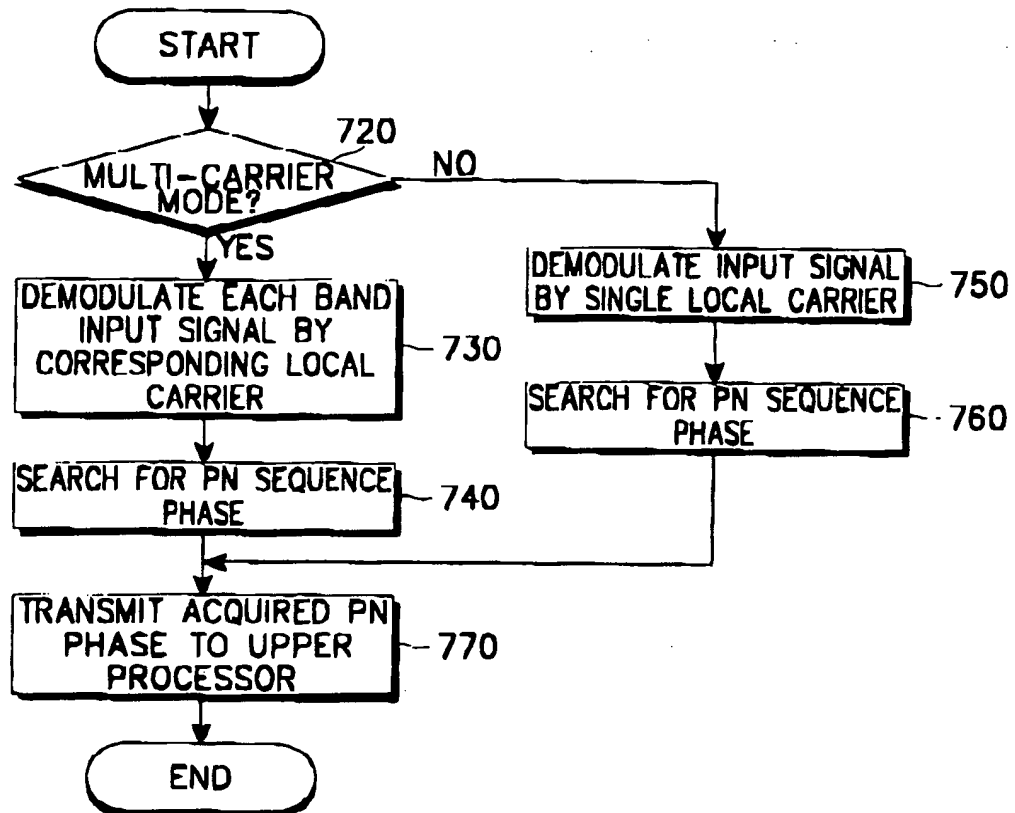 START
720
MULTI-CARRIER
MODE?
NO
YES
DEMODULATE EACH BAND
INPUT SIGNAL BY
CORRESPONDING LOCAL
CARRIER
730
DEMODULATE INPUT SIGNAL
BY SINGLE LOCAL CARRIER
750
SEARCH FOR PN SEQUENCE
PHASE
740
SEARCH FOR PN SEQUENCE
PHASE
760
TRANSMIT ACQUIRED PN
PHASE TO UPPER
PROCESSOR
770
END